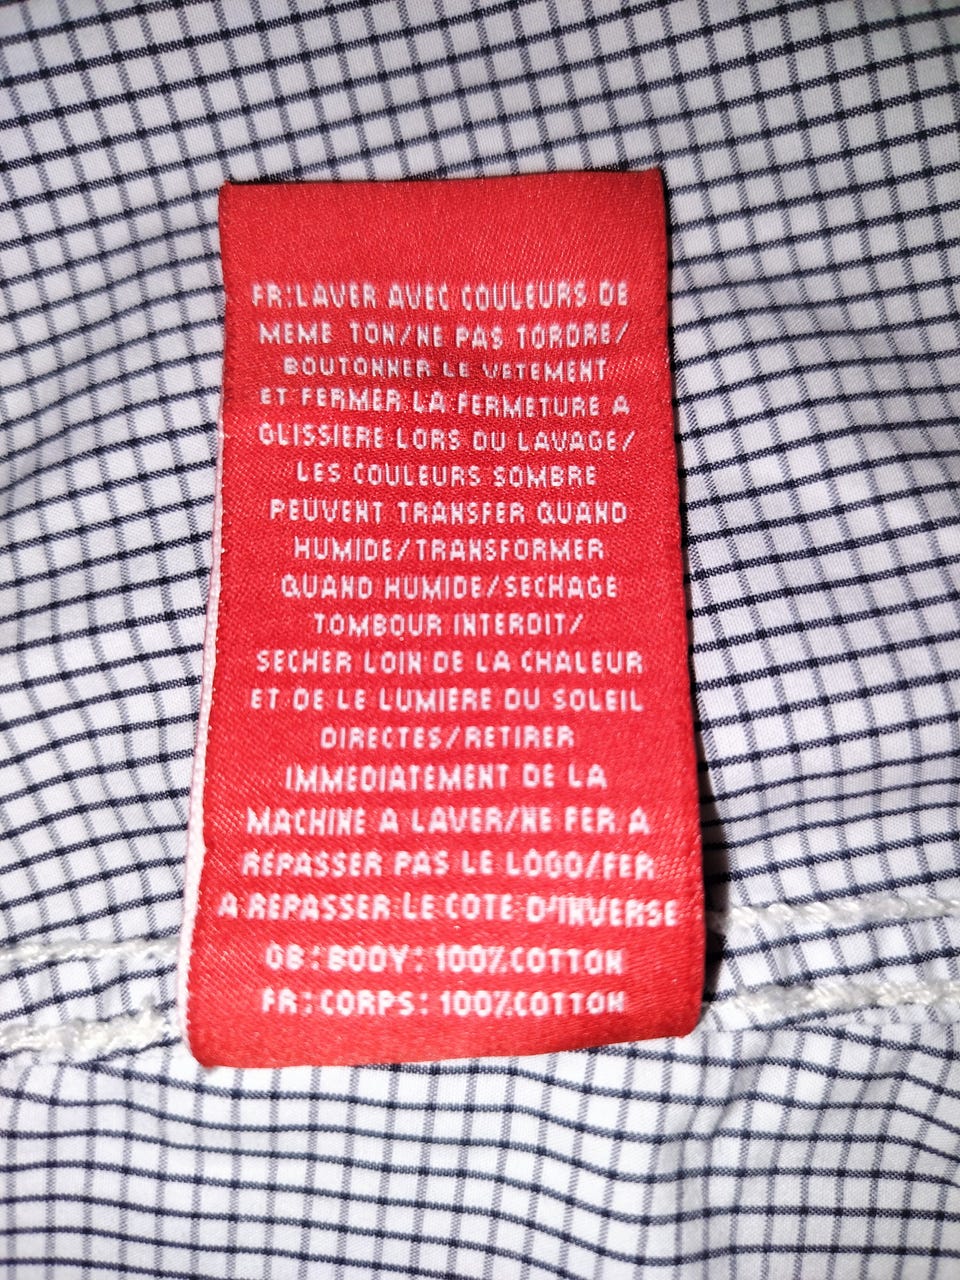 FR:LAVER AVEC COULEURS DE
MEME TON/NE PAS TORDRE/
BOUTONNER LE VETEMENT
ET FERMER LA FERMETURE A
GLISSIERE LORS DU LAVAGE/
LES COULEURS SOMBRE
PEUVENT TRANSFER QUAND
HUMIDE/TRANSFORMER
QUAND HUMIDE/SECHAGE
TOMBOUR INTERDIT/
SECHER LOIN DE LA CHALEUR
ET DE LE LUMIERE DU SOLEIL
DIRECTES/RETIRER
IMMEDIATEMENT DE LA
MACHINE A LAVER/NE FER A
REPASSER PAS LE LOGO/FER
A REPASSER LE COTE D'INVERSE
GB:BODY:100%COTTON
FR:CORPS:100%COTTON